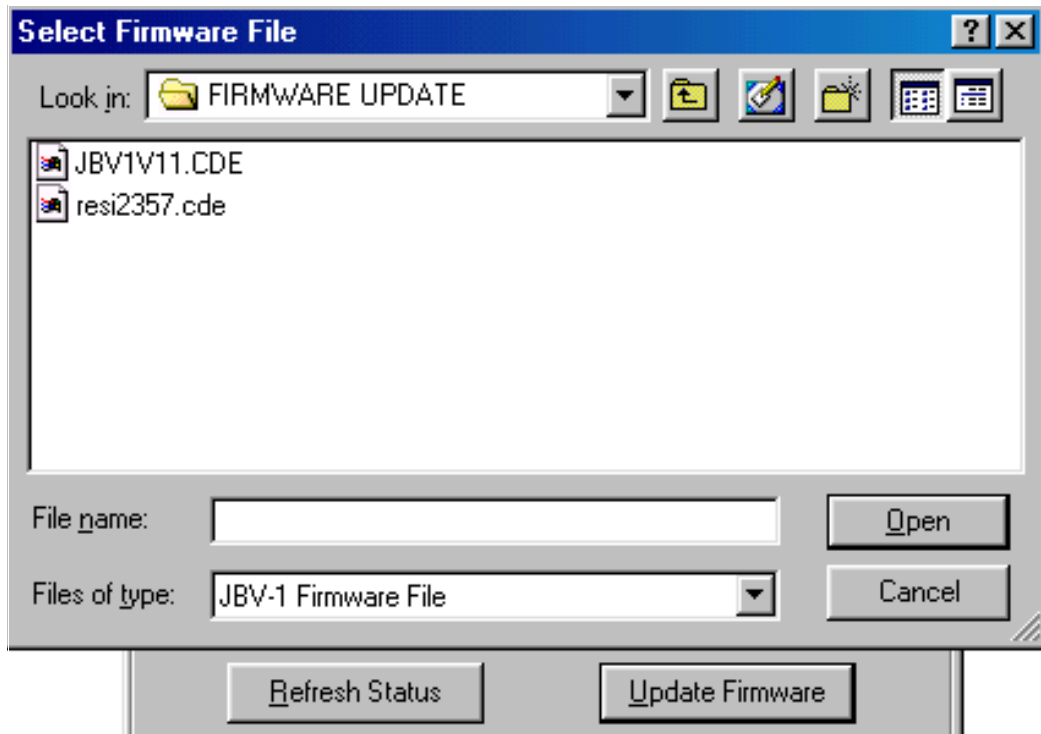 Select Firmware File
Look in: FIRMWARE UPDATE
JBV1V11.CDE
resi2357.cde
File name: Open
Files of type: JBV-1 Firmware File Cancel
Refresh Status Update Firmware